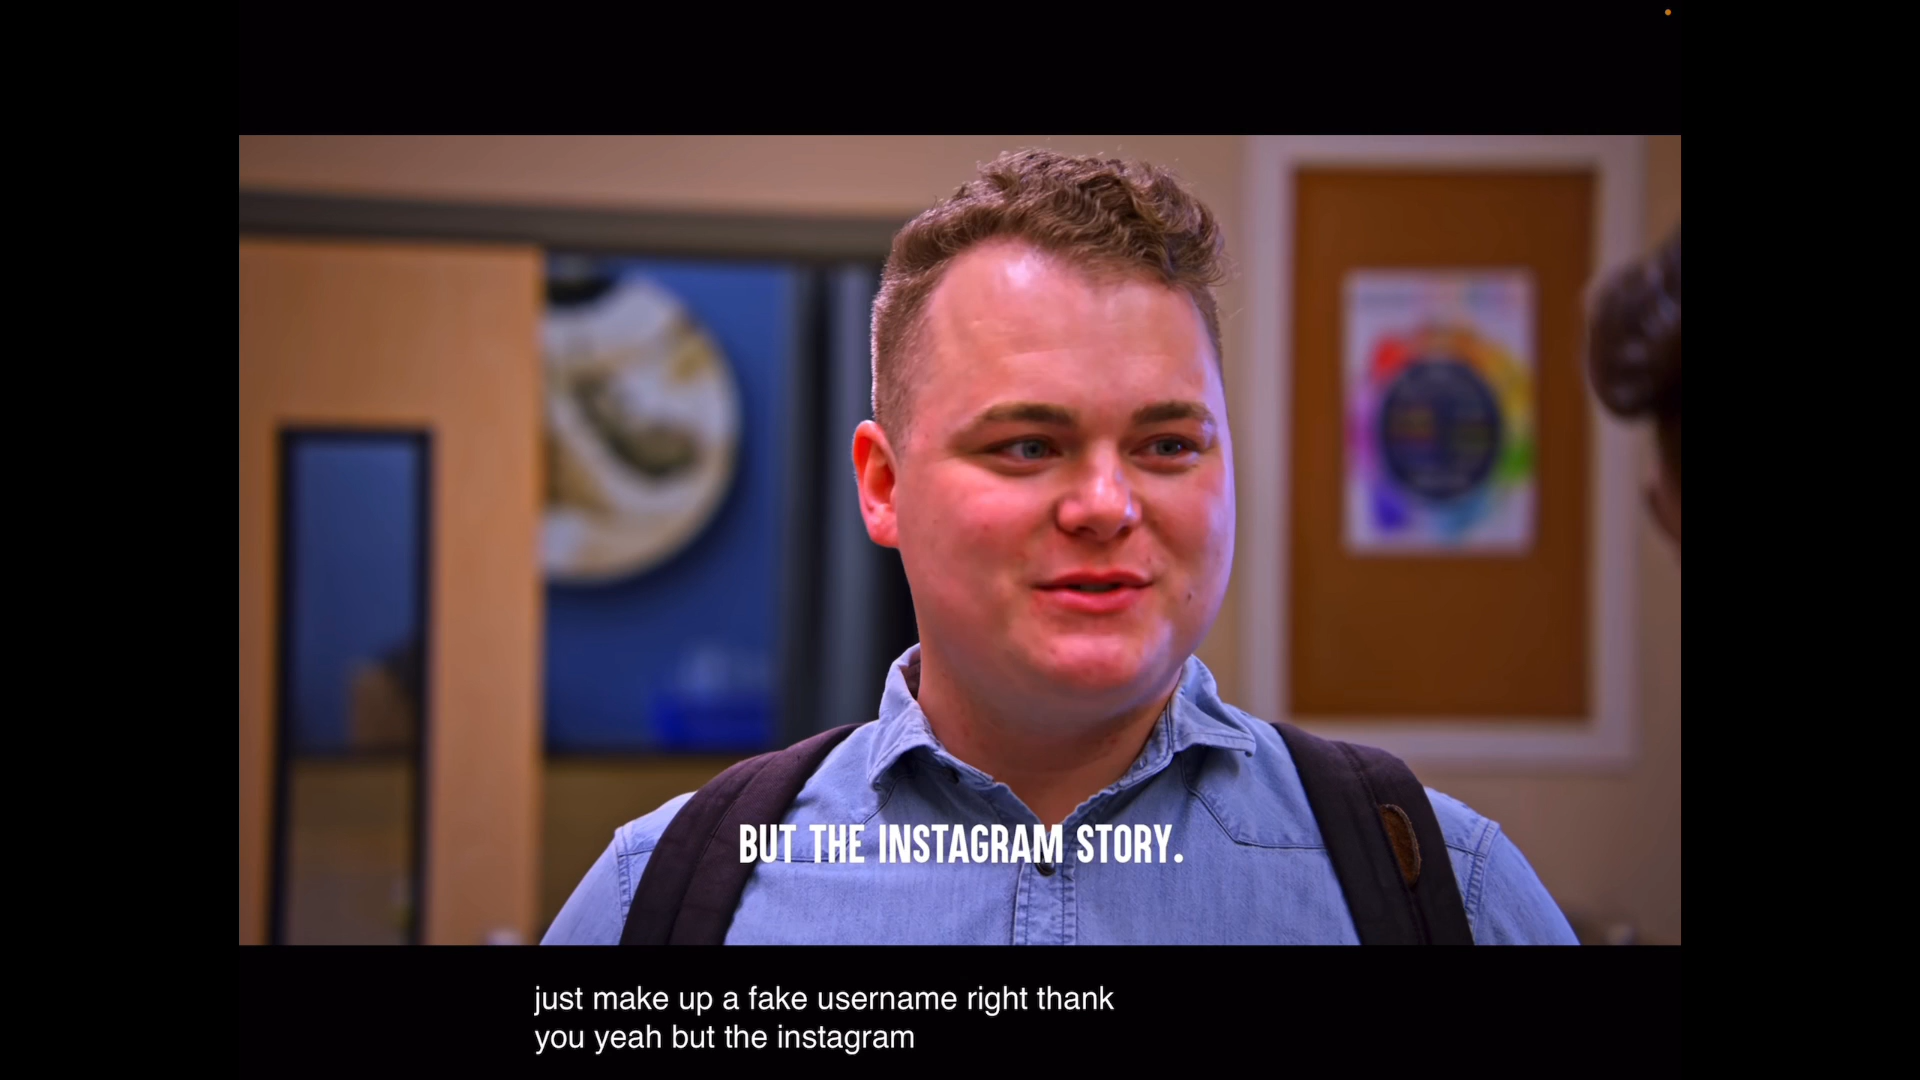 BUT THE INSTAGRAM STORY.
just make up a fake username right thank
you yeah but the instagram